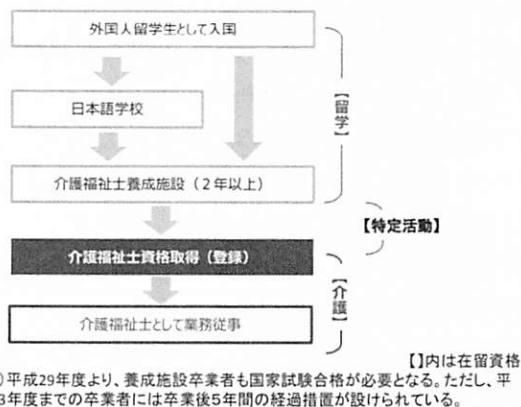 外国人留学生として入国
日本語学校
【留学】
介護福祉士養成施設（２年以上）
【特定活動】
介護福祉士資格取得（登録）
【介護】
介護福祉士として業務従事
【】内は在留資格
）平成29年度より、養成施設卒業者も国家試験合格が必要となる。ただし、平
3年度までの卒業者には卒業後5年間の経過措置が設けられている。